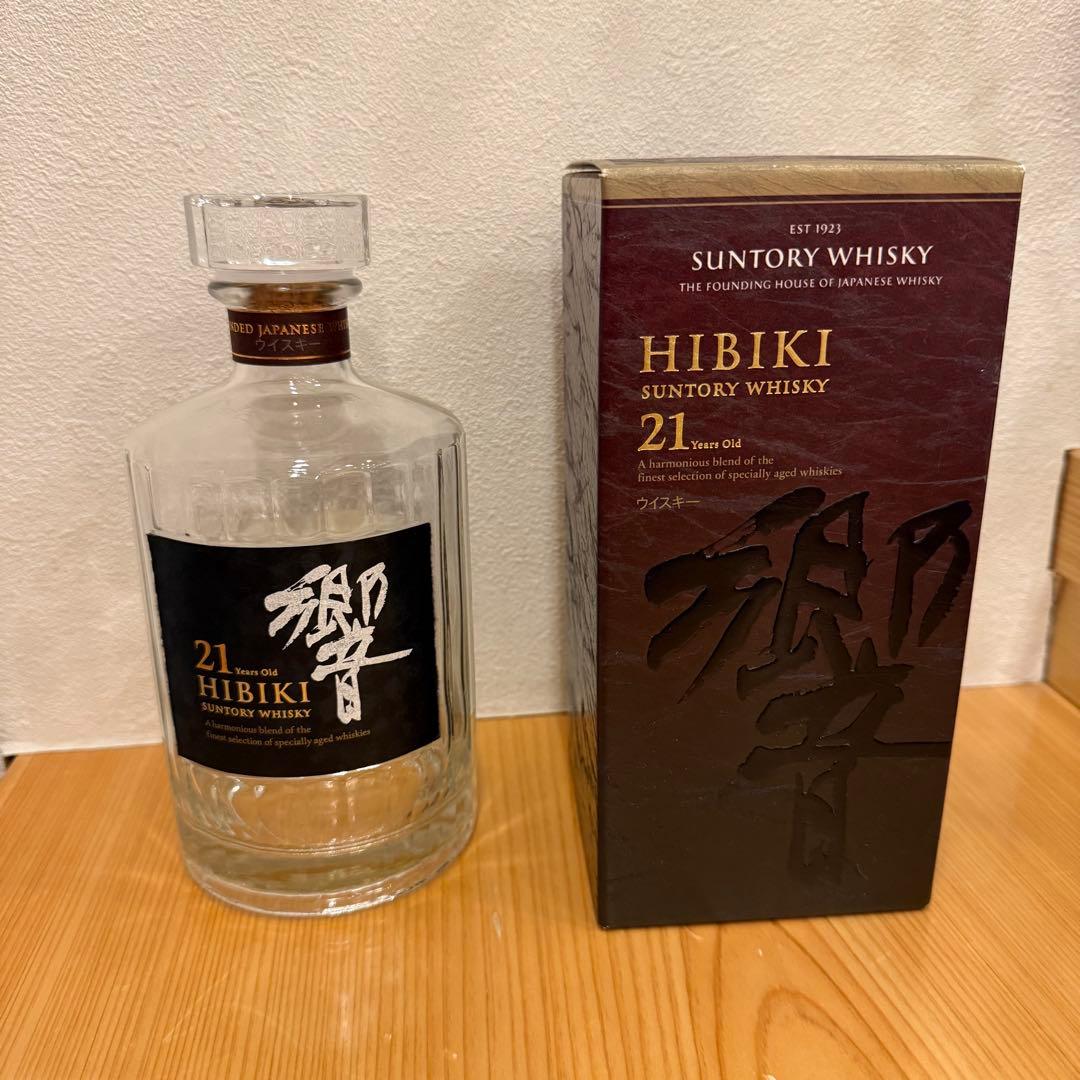 JAPANESE
ウイスキー
響
21 Years Old
HIBIKI
SUNTORY WHISKY
A harmonious blend of the
finest selection of specially aged whiskies
EST 1923
SUNTORY WHISKY
THE FOUNDING HOUSE OF JAPANESE WHISKY
HIBIKI
SUNTORY WHISKY
21 Years Old
A harmonious blend of the
finest selection of specially aged whiskies
ウイスキー
響